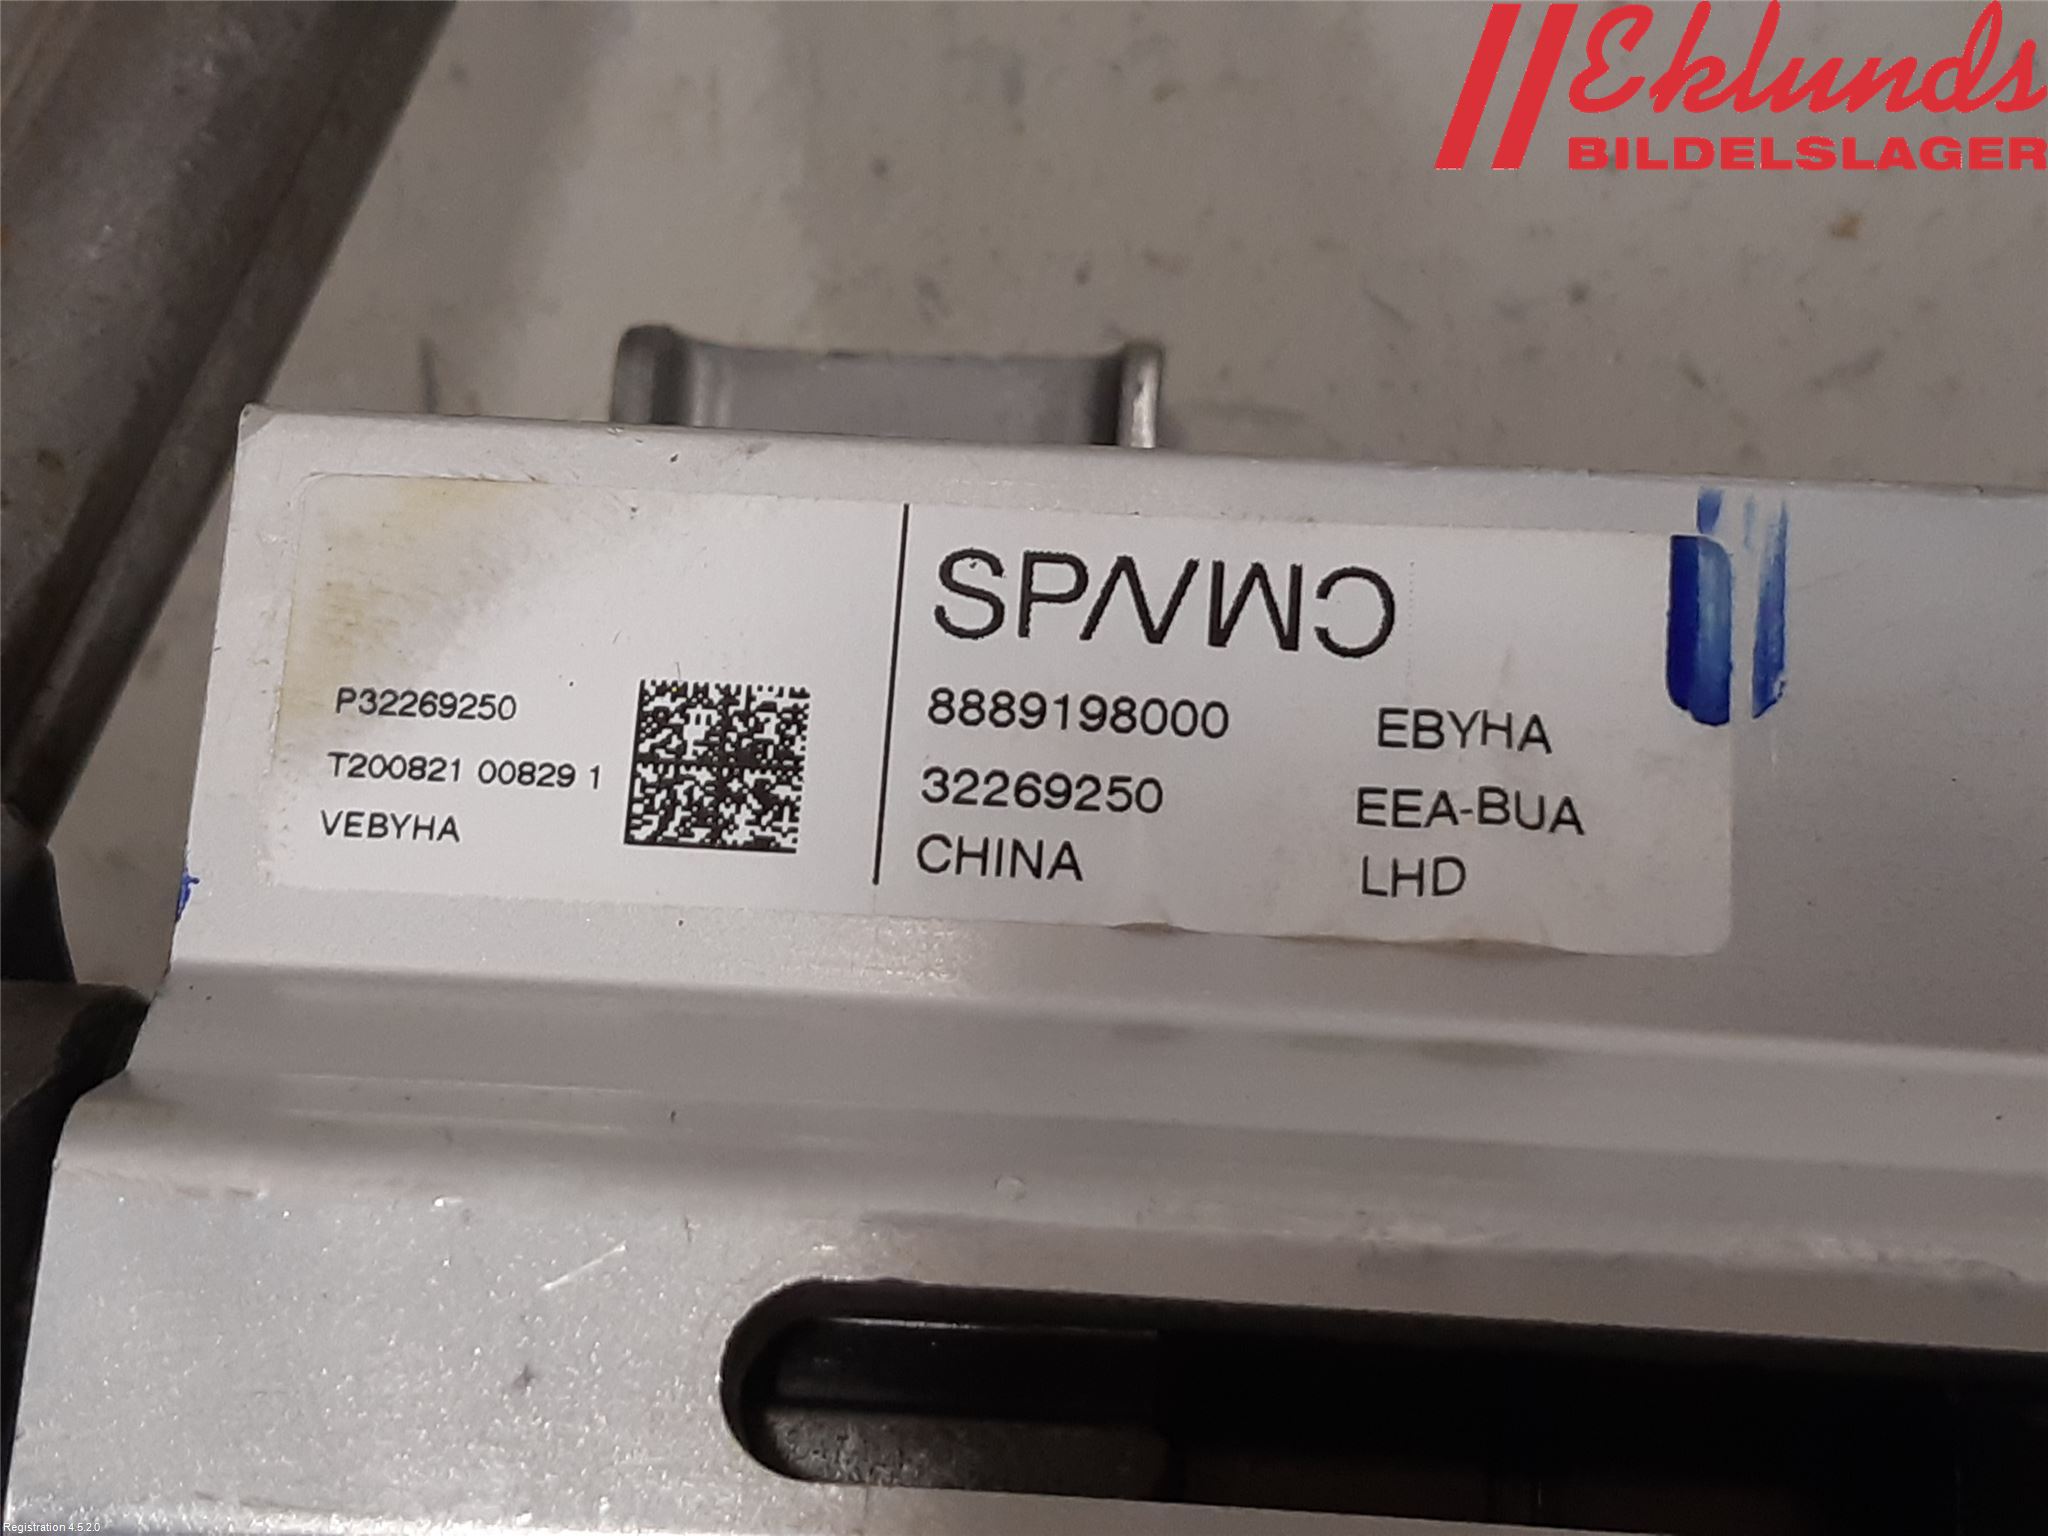 Eklunds
BILDELSLAGER
P32269250
T200821 00829 1
VEBYHA
8889198000
32269250
CHINA
EBYHA
EEA-BUA
LHD
Registration 4.5.2.0